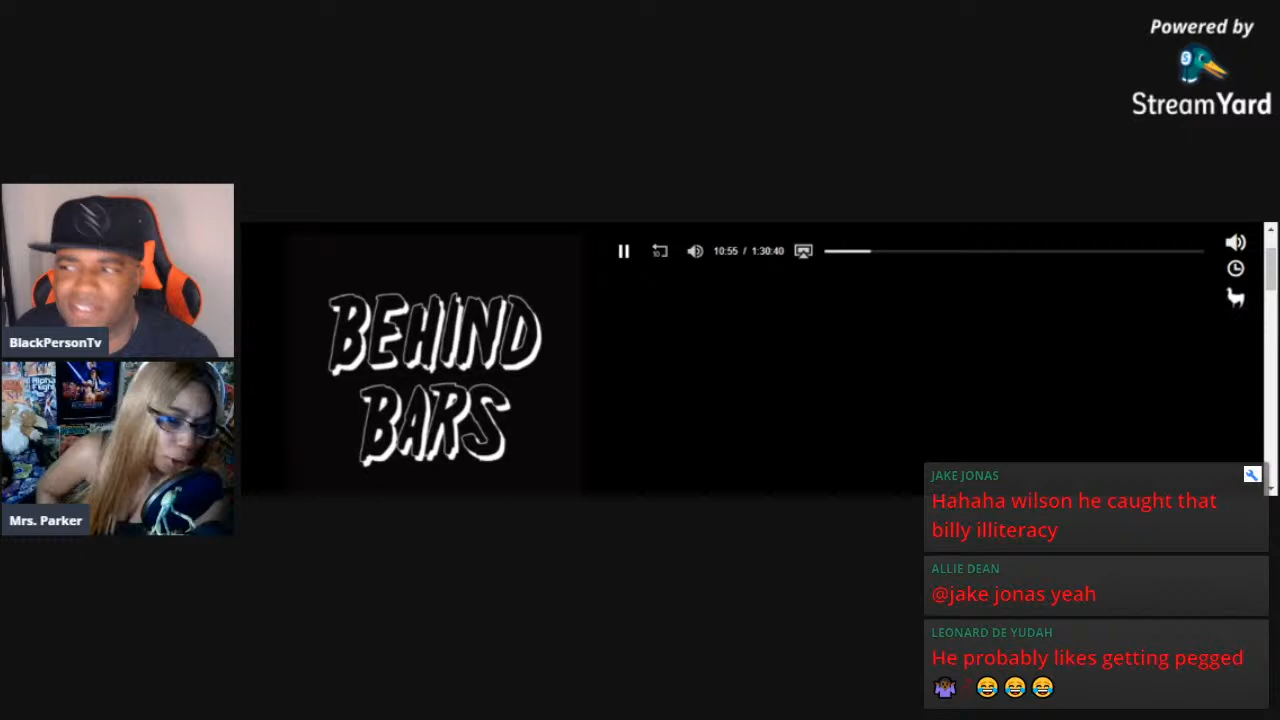 Powered by
StreamYard
BlackPersonTv
Mrs. Parker
10:55 / 1:30:40
BEHIND
BARS
JAKE JONAS
Hahaha wilson he caught that
billy illiteracy
ALLIE DEAN
@jake jonas yeah
LEONARD DE YUDAH
He probably likes getting pegged
🤷🏾‍♀️ 😂 😂 😂